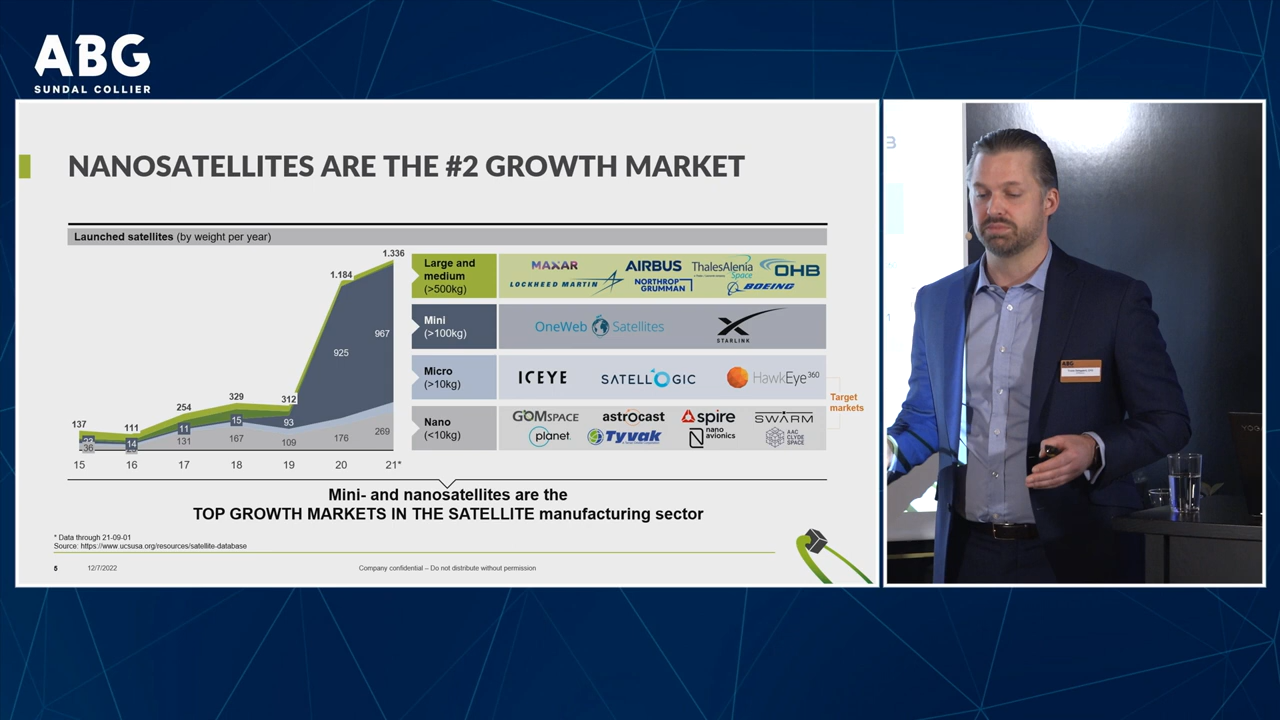 ABG
SUNDAL COLLIER
NANOSATELLITES ARE THE #2 GROWTH MARKET
Launched satellites (by weight per year)
1.336
1.184
967
925
329
312
254
137
111
15
93
11
14
36
131
167
109
176
269
15 16 17 18 19 20 21*
Large and
medium
(>500kg)
MAXAR AIRBUS ThalesAlenia Space OHB
LOCKHEED MARTIN NORTHROP GRUMMAN BOEING
Mini
(>100kg)
OneWeb Satellites STARLINK
Micro
(>10kg)
ICEYE SATELLOGIC HawkEye 360
Target
markets
Nano
(<10kg)
GOMSPACE astrocast spire SWARM
planet. Tyvak nano avionics AAC CLYDE SPACE
Mini- and nanosatellites are the
TOP GROWTH MARKETS IN THE SATELLITE manufacturing sector
* Data through 21-09-01
Source: https://www.ucsusa.org/resources/satellite-database
5 12/7/2022 Company confidential – Do not distribute without permission
B
ABG
YOG